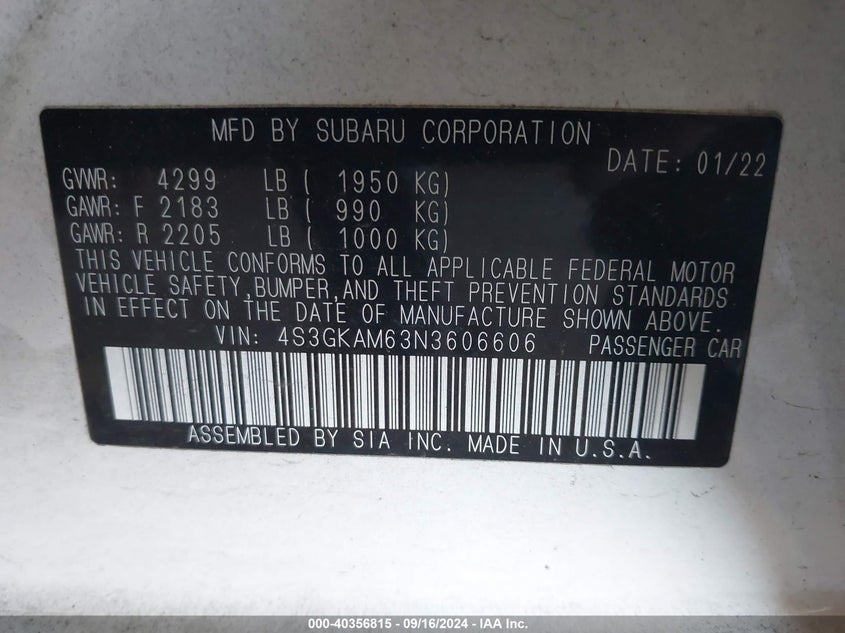 MFD BY SUBARU CORPORATION
DATE: 01/22
GVWR: 4299 LB ( 1950 KG)
GAWR: F 2183 LB ( 990 KG)
GAWR: R 2205 LB ( 1000 KG)
THIS VEHICLE CONFORMS TO ALL APPLICABLE FEDERAL MOTOR
VEHICLE SAFETY,BUMPER,AND THEFT PREVENTION STANDARDS
IN EFFECT ON THE DATE OF MANUFACTURE SHOWN ABOVE.
VIN: 4S3GKAM63N3606606 PASSENGER CAR
ASSEMBLED BY SIA INC. MADE IN U.S.A.
000-40356815 - 09/16/2024 - IAA Inc.